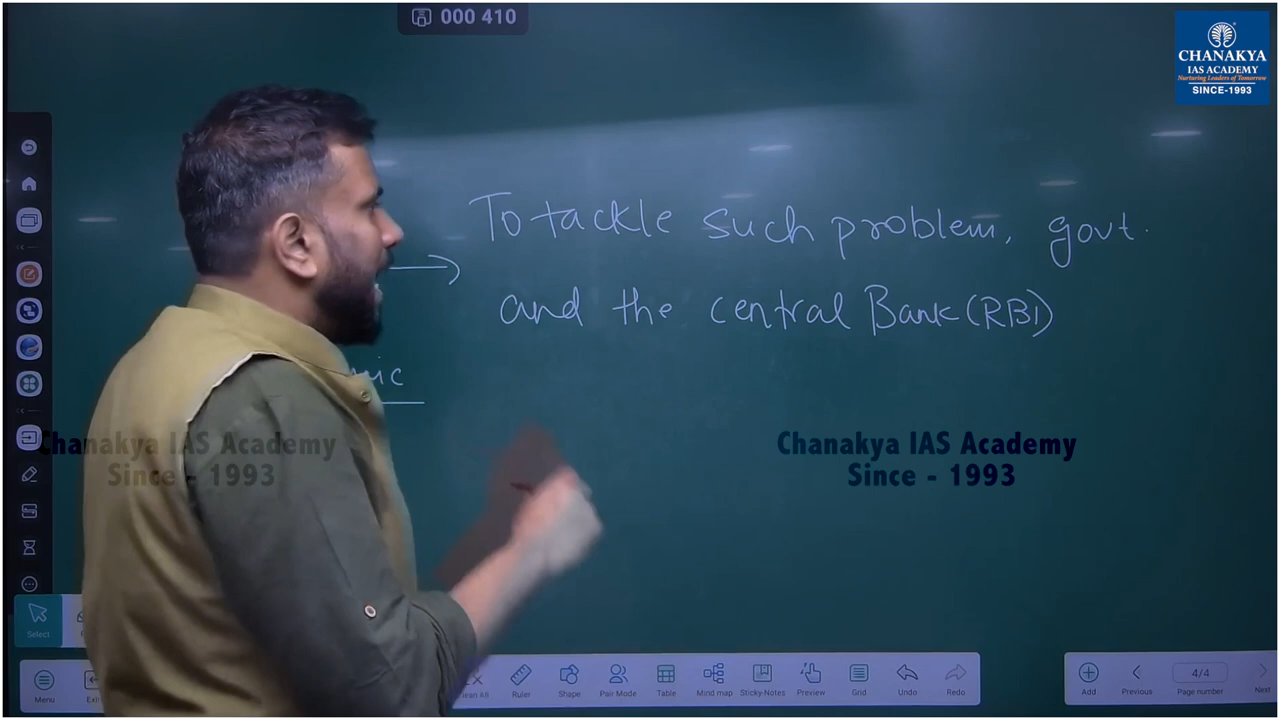 000 410
CHANAKYA
IAS ACADEMY
Nurturing Leaders of Tomorrow
SINCE-1993
To tackle such problem, govt.
and the central Bank (RBI)
mic
Chanakya IAS Academy
Since - 1993
Chanakya IAS Academy
Since - 1993
Select
Menu
Ruler
Shape
Pair Mode
Table
Mind map
Sticky-Notes
Preview
Grid
Undo
Redo
Add
Previous
4/4
Page number
Next